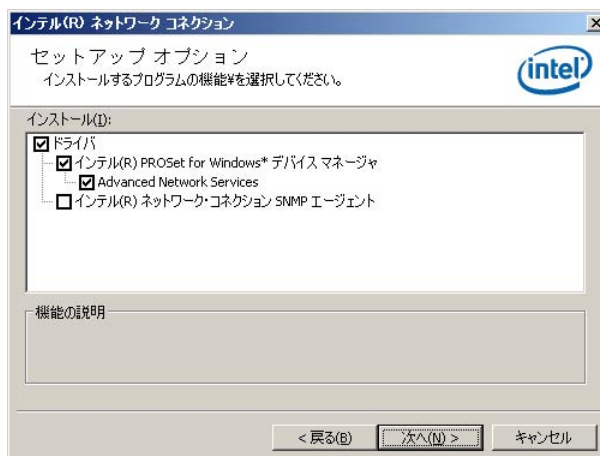 インテル(R) ネットワーク コネクション
セットアップ オプション
インストールするプログラムの機能¥を選択してください。
intel
インストール(I):
ドライバ
インテル(R) PROSet for Windows* デバイス マネージャ
Advanced Network Services
インテル(R) ネットワーク・コネクション SNMP エージェント
機能の説明
< 戻る(B)
次へ(N) >
キャンセル